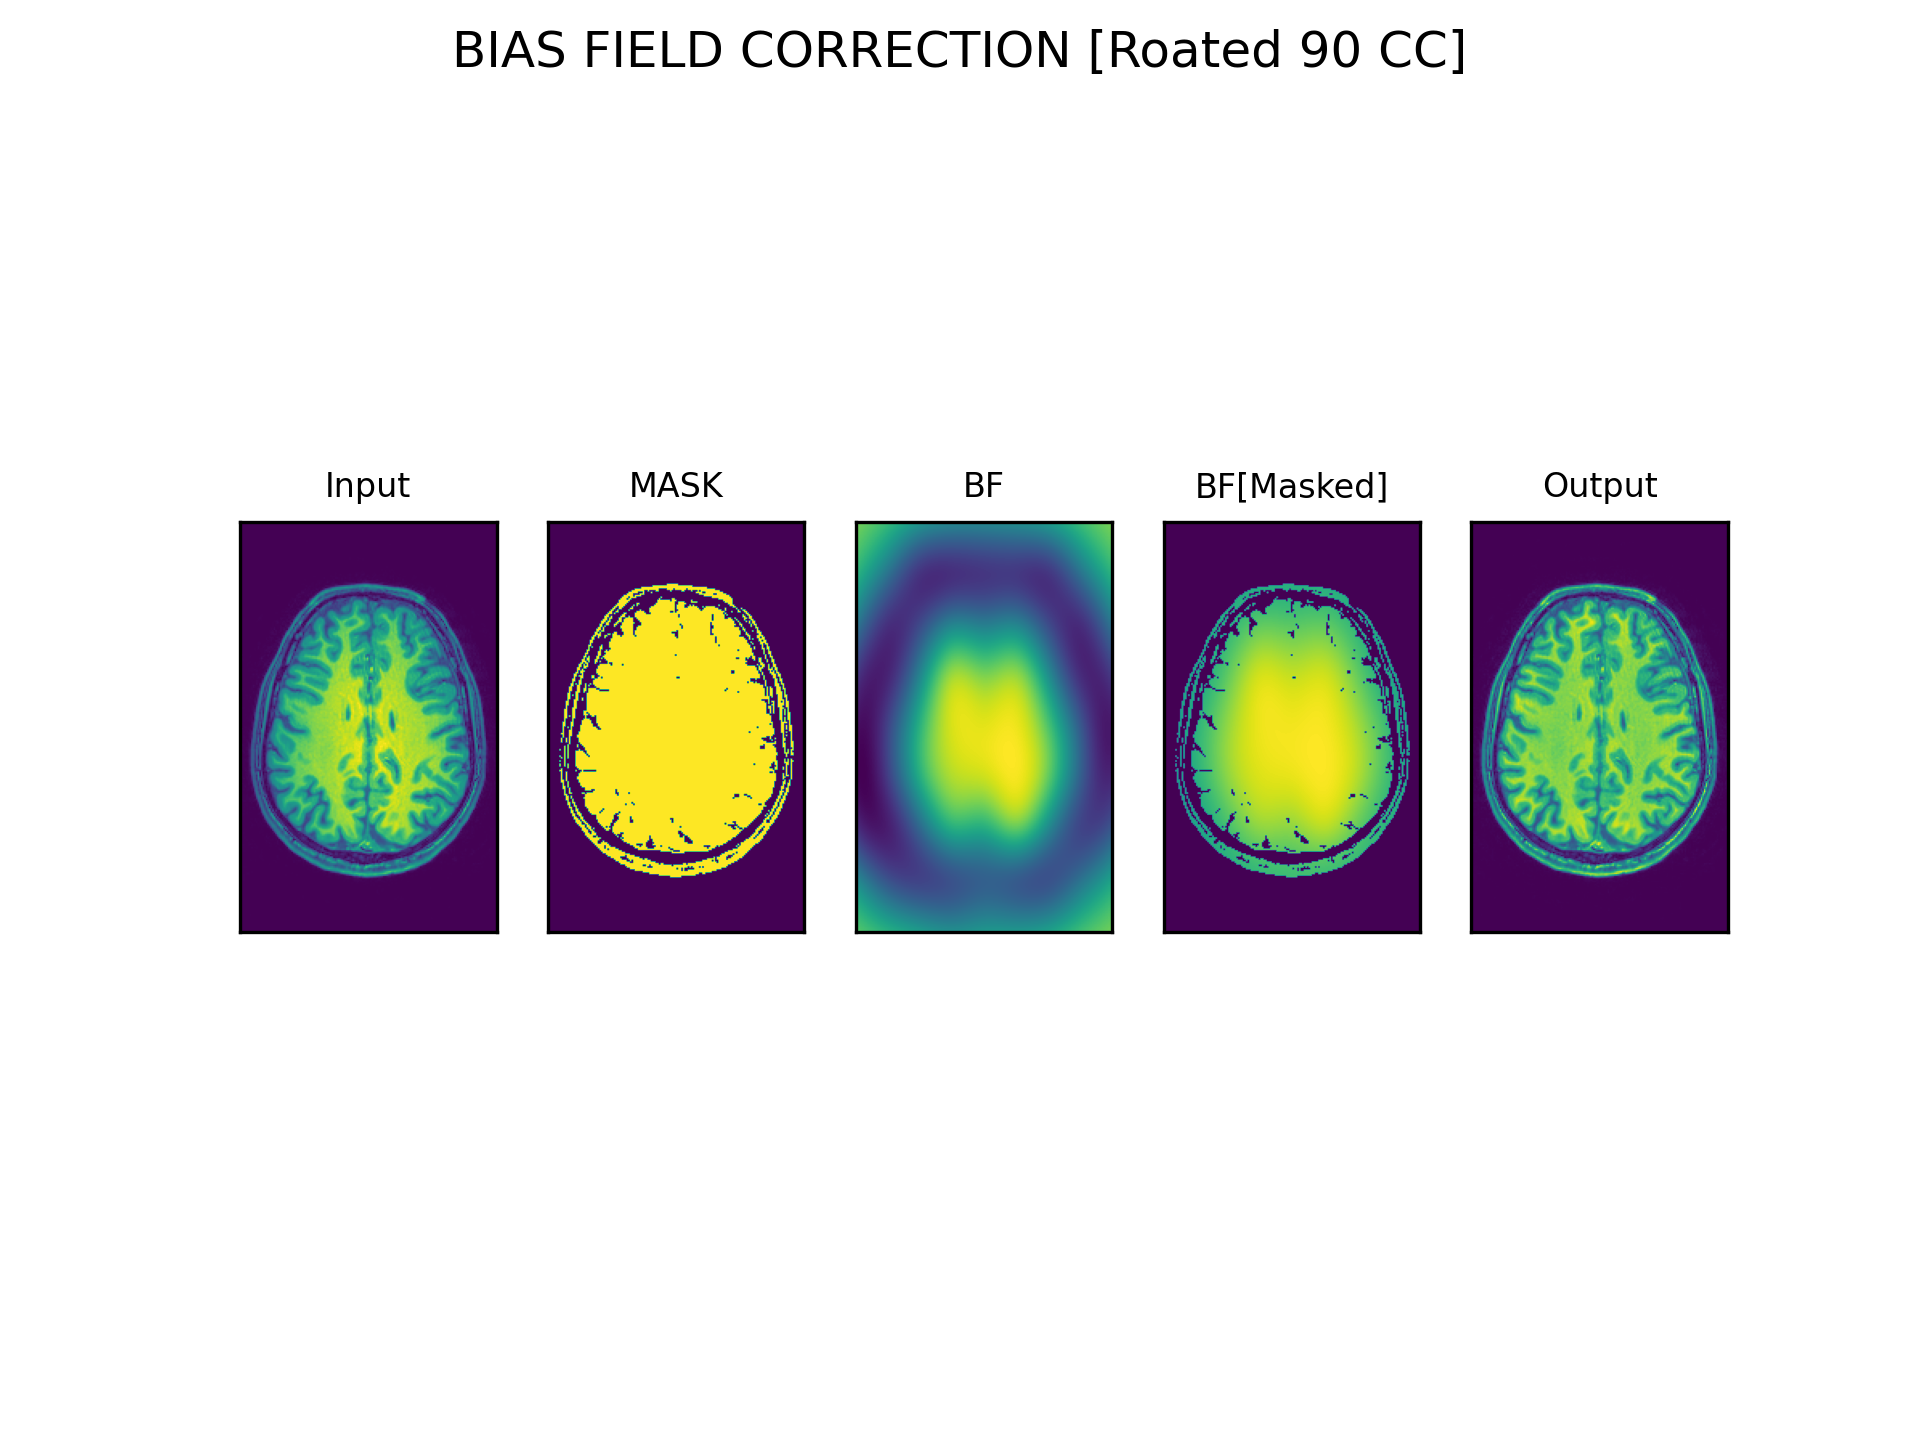 BIAS FIELD CORRECTION [Roated 90 CC]
Input
MASK
BF
BF[Masked]
Output